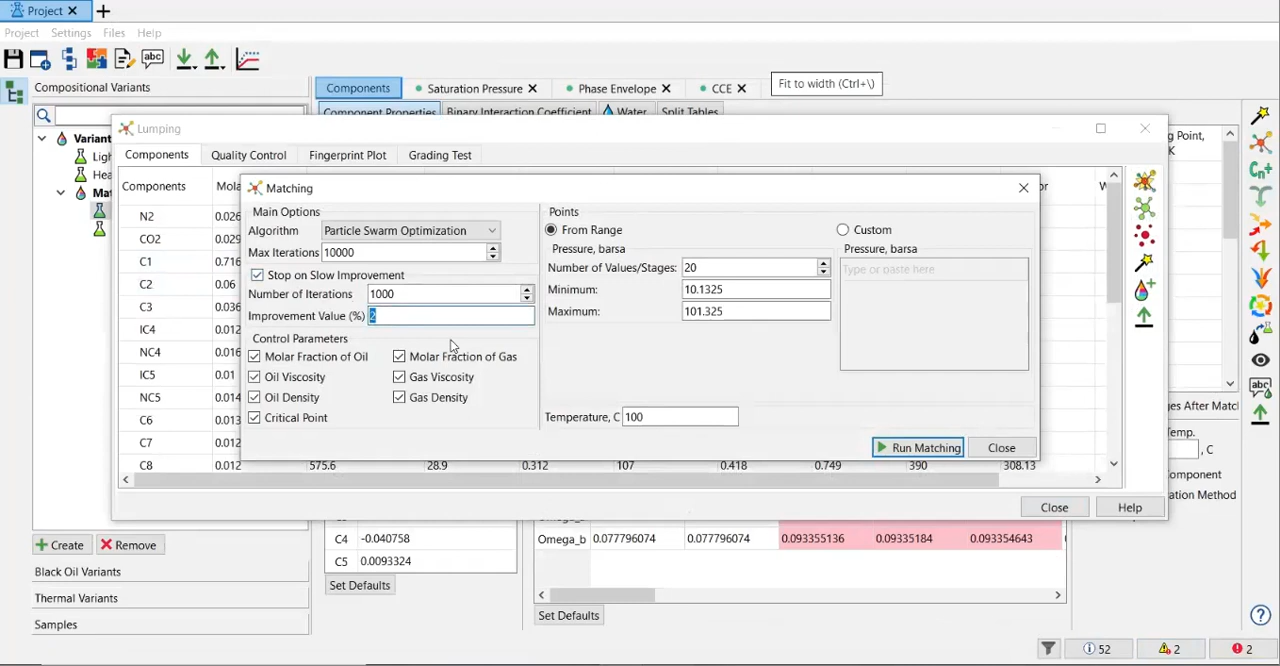 Project
Project Settings Files Help
abc
Compositional Variants
Components Saturation Pressure Phase Envelope CCE Fit to width (Ctrl+\)
Component Properties Binary Interaction Coefficient Water Split Tables
Lumping
Components Quality Control Fingerprint Plot Grading Test
Components
N2 0.026
CO2 0.029
C1 0.716
C2 0.06
C3 0.036
IC4 0.012
NC4 0.016
IC5 0.01
NC5 0.014
C6 0.013
C7 0.012
C8 0.012 575.6 28.9 0.312 107 0.418 0.749 390 308.13
Matching
Main Options
Algorithm Particle Swarm Optimization
Max Iterations 10000
Stop on Slow Improvement
Number of Iterations 1000
Improvement Value (%) 2
Control Parameters
Molar Fraction of Oil Molar Fraction of Gas
Oil Viscosity Gas Viscosity
Oil Density Gas Density
Critical Point
Points
From Range Custom
Pressure, barsa Pressure, barsa
Number of Values/Stages: 20 Type or paste here
Minimum: 10.1325
Maximum: 101.325
Temperature, C 100
Run Matching Close
Close Help
C4 -0.040758 Omega_b 0.077796074 0.077796074 0.093355136 0.09335184 0.093354643
C5 0.0093324
Set Defaults
Set Defaults
Create Remove
Black Oil Variants
Thermal Variants
Samples
Cn+
abc
52 2 2